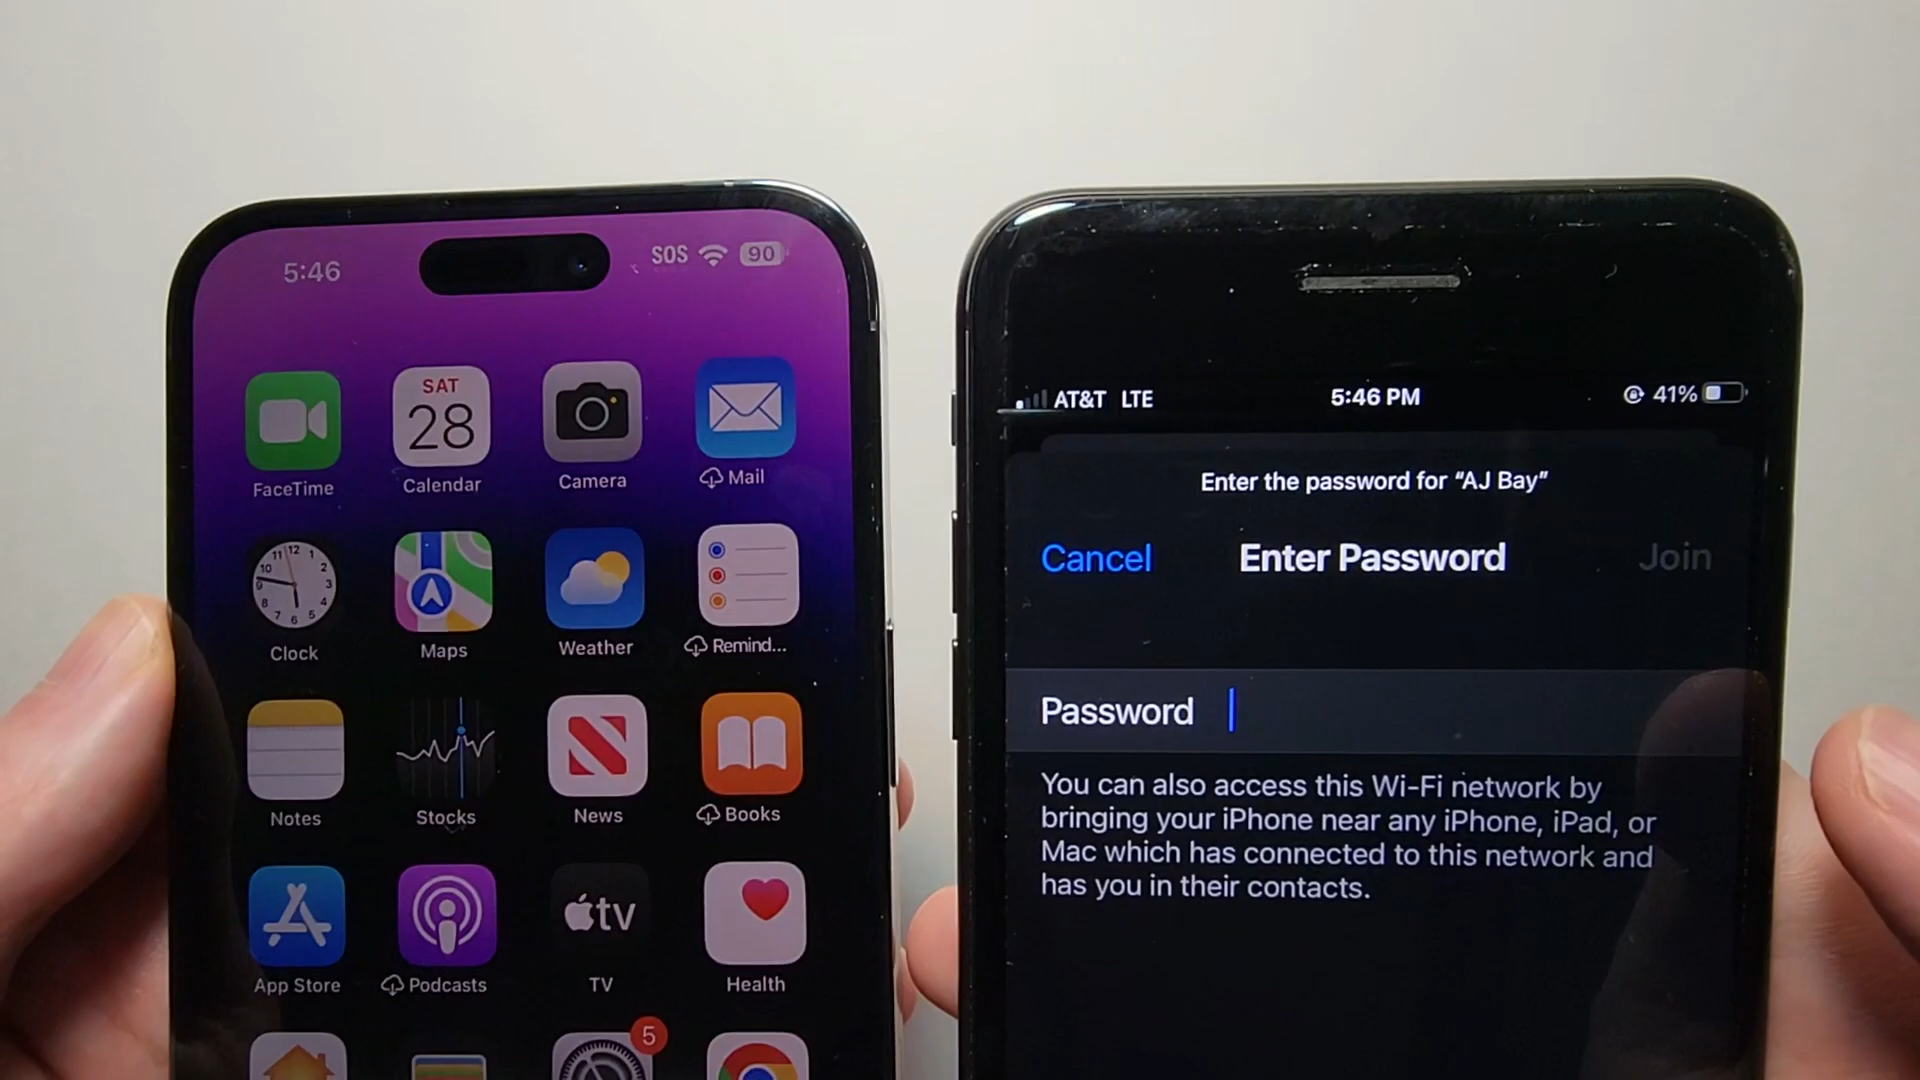 5:46
SOS 90
FaceTime
SAT
28
Calendar
Camera
Mail
Clock
Maps
Weather
Remind...
Notes
Stocks
News
Books
App Store
Podcasts
tv
TV
Health
5
AT&T LTE
5:46 PM
41%
Enter the password for “AJ Bay”
Cancel
Enter Password
Join
Password
You can also access this Wi-Fi network by
bringing your iPhone near any iPhone, iPad, or
Mac which has connected to this network and
has you in their contacts.